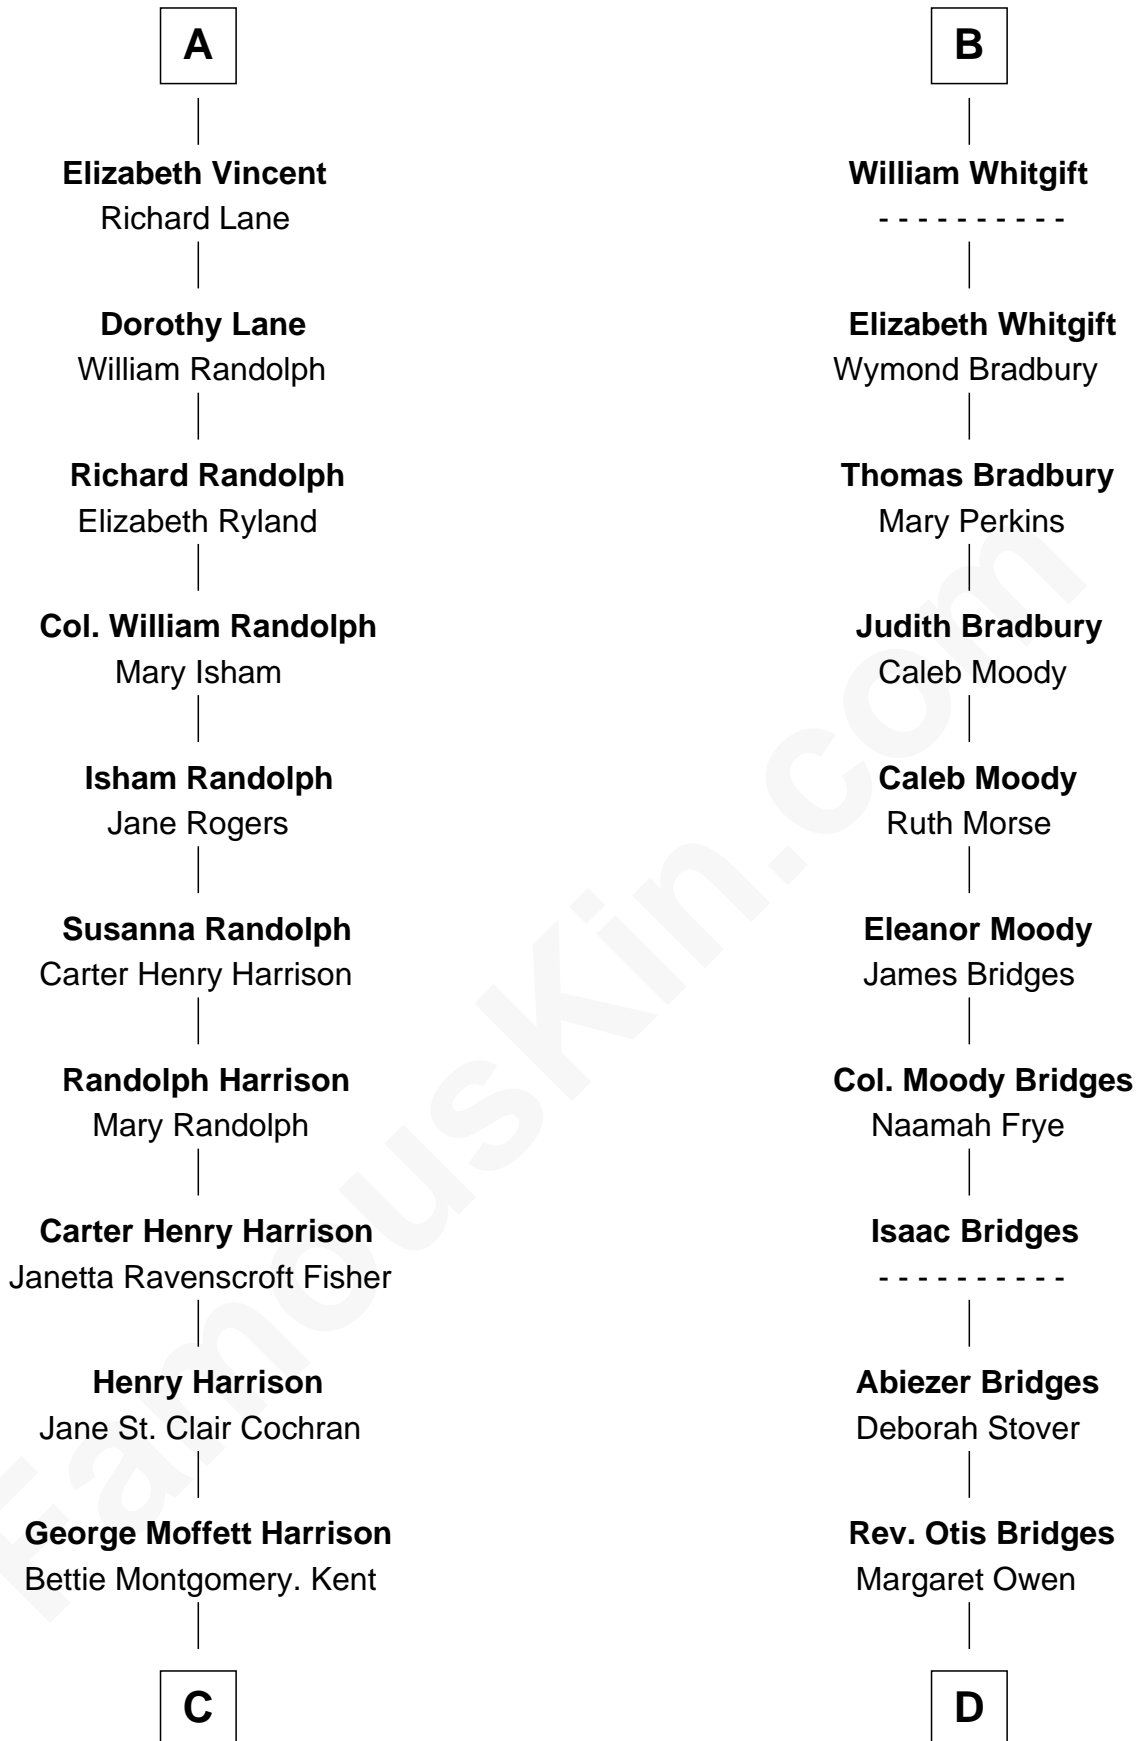 A
Elizabeth Vincent
Richard Lane
Dorothy Lane
William Randolph
Richard Randolph
Elizabeth Ryland
Col. William Randolph
Mary Isham
Isham Randolph
Jane Rogers
Susanna Randolph
Carter Henry Harrison
Randolph Harrison
Mary Randolph
Carter Henry Harrison
Janetta Ravenscroft Fisher
Henry Harrison
Jane St. Clair Cochran
George Moffett Harrison
Bettie Montgomery. Kent
C
B
William Whitgift
- - - - - - - - - -
Elizabeth Whitgift
Wymond Bradbury
Thomas Bradbury
Mary Perkins
Judith Bradbury
Caleb Moody
Caleb Moody
Ruth Morse
Eleanor Moody
James Bridges
Col. Moody Bridges
Naamah Frye
Isaac Bridges
- - - - - - - - - -
Abiezer Bridges
Deborah Stover
Rev. Otis Bridges
Margaret Owen
D
FamousKin.com